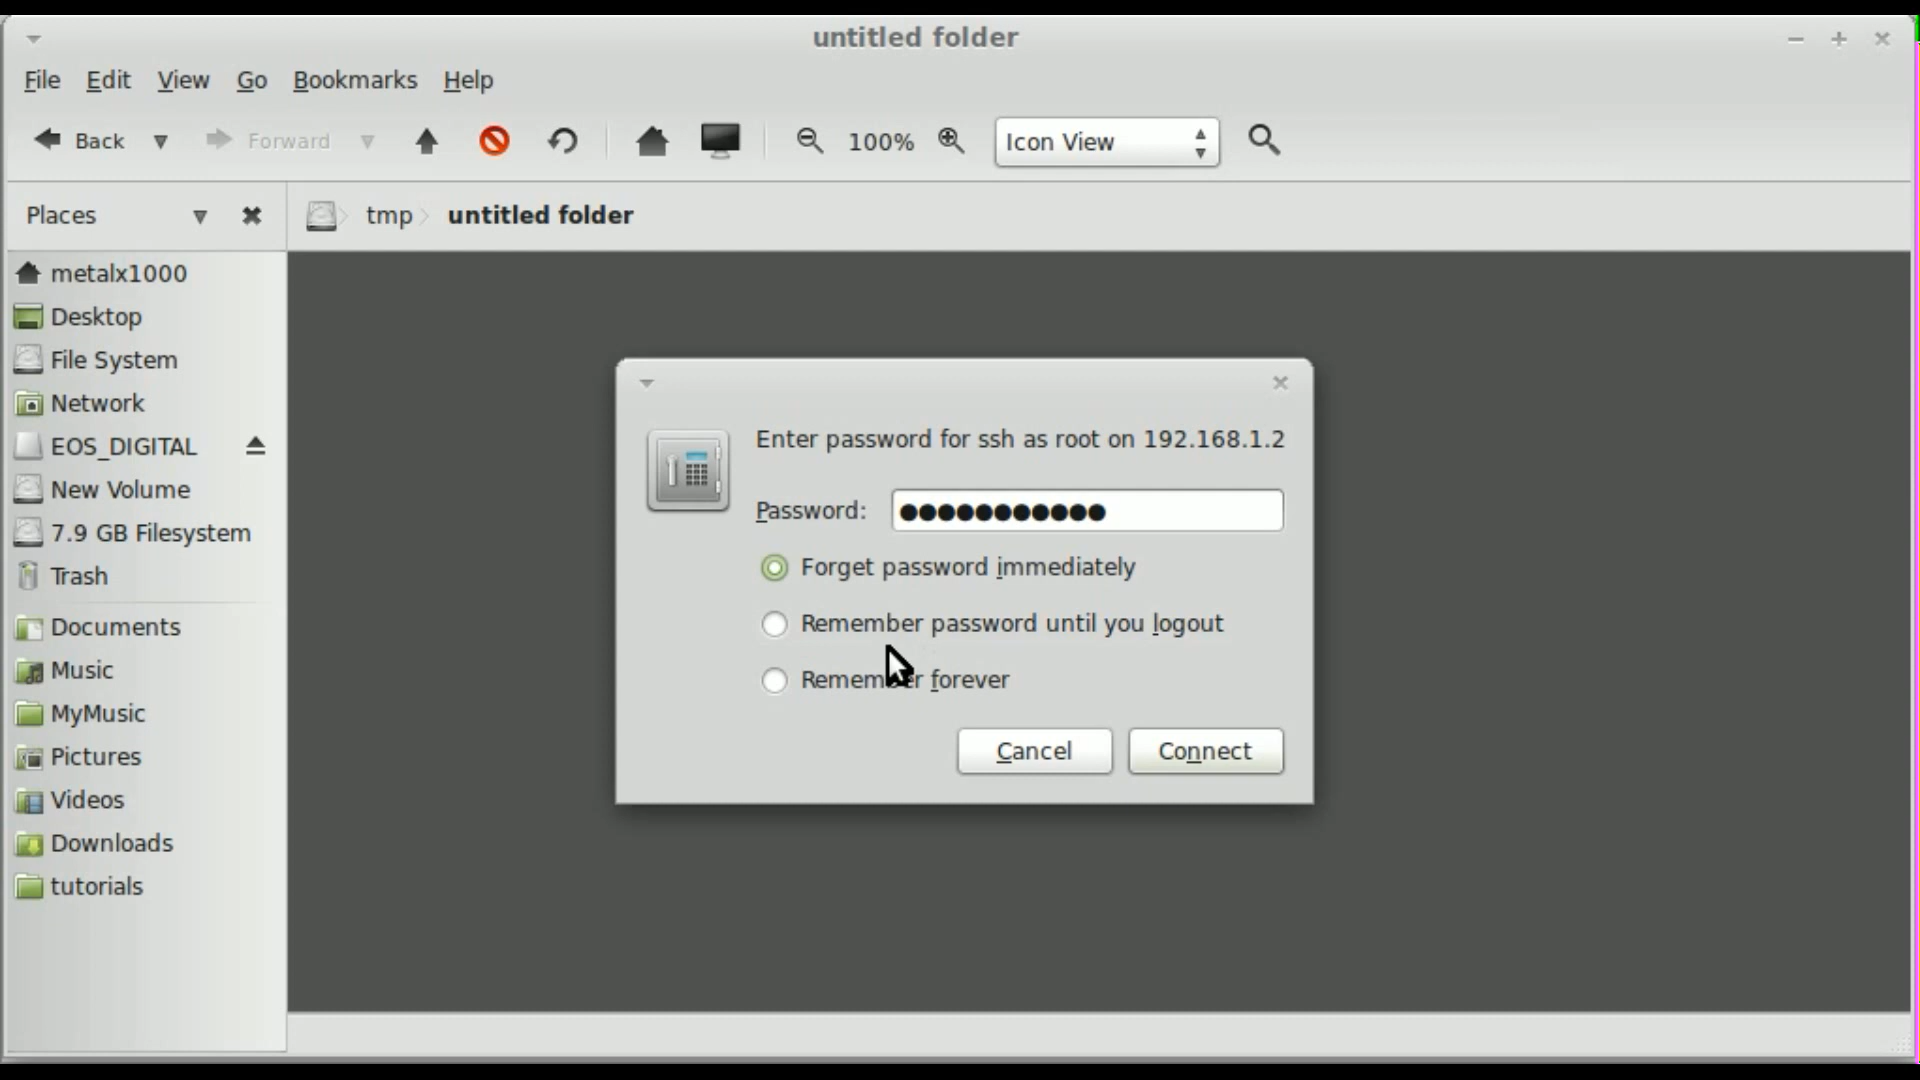 untitled folder
File Edit View Go Bookmarks Help
Back Forward 100% Icon View
Places tmp untitled folder
metalx1000
Desktop
File System
Network
EOS_DIGITAL
New Volume
7.9 GB Filesystem
Trash
Documents
Music
MyMusic
Pictures
Videos
Downloads
tutorials
Enter password for ssh as root on 192.168.1.2
Password: ●●●●●●●●●●●
Forget password immediately
Remember password until you logout
Remember forever
Cancel Connect